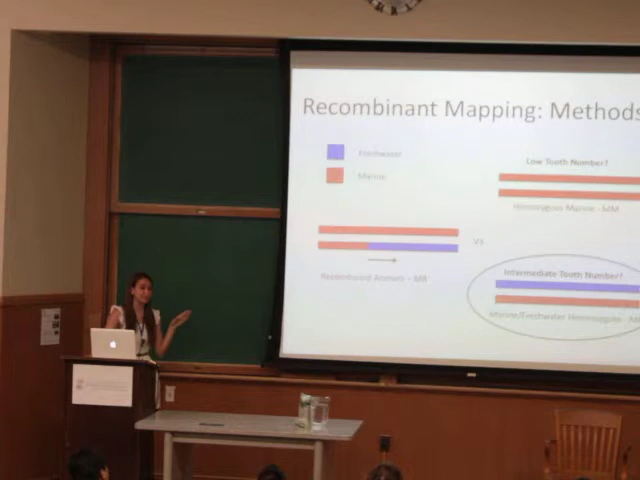 Recombinant Mapping: Methods
Freshwater
Marine
Low Tooth Number?
Homozygous Marine - MM
Vs.
Recombinant Animals - MR
Intermediate Tooth Number?
Marine/Freshwater